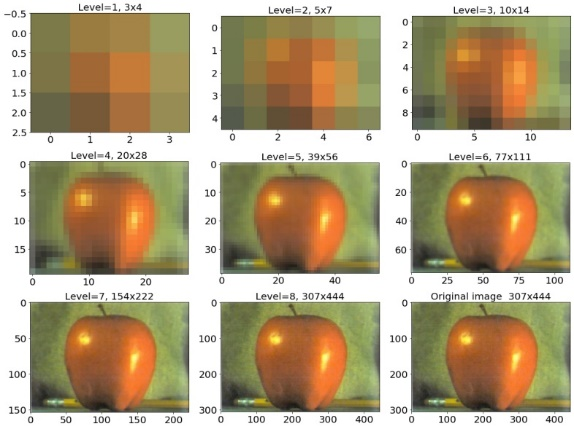 Level=1, 3x4
Level=2, 5x7
Level=3, 10x14
−0.5
0.0
0.5
1.0
1.5
2.0
2.5
0 1 2 3
0
1
2
3
4
0 2 4 6
0
2
4
6
8
0 5 10
Level=4, 20x28
Level=5, 39x56
Level=6, 77x111
0
5
10
15
0 10 20
0
10
20
30
0 20 40
0
20
40
60
0 50 100
Level=7, 154x222
Level=8, 307x444
Original image 307x444
0
50
100
150
0 50 100 150 200
0
100
200
300
0 100 200 300 400
0
100
200
300
0 100 200 300 400